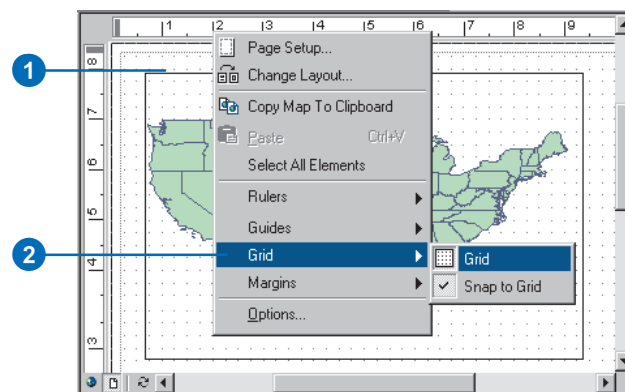 1 2 3 4 5 6 7 8 9
8
1
Page Setup...
Change Layout...
7
Copy Map To Clipboard
Paste Ctrl+V
6
Select All Elements
Rulers
5
Guides
2
Grid
Grid
4
Margins
Snap to Grid
Options...
3